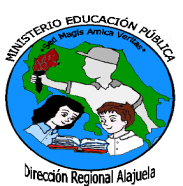 MINISTERIO EDUCACIÓN PÚBLICA
"Sed Magis Amica Veritas"
Dirección Regional Alajuela